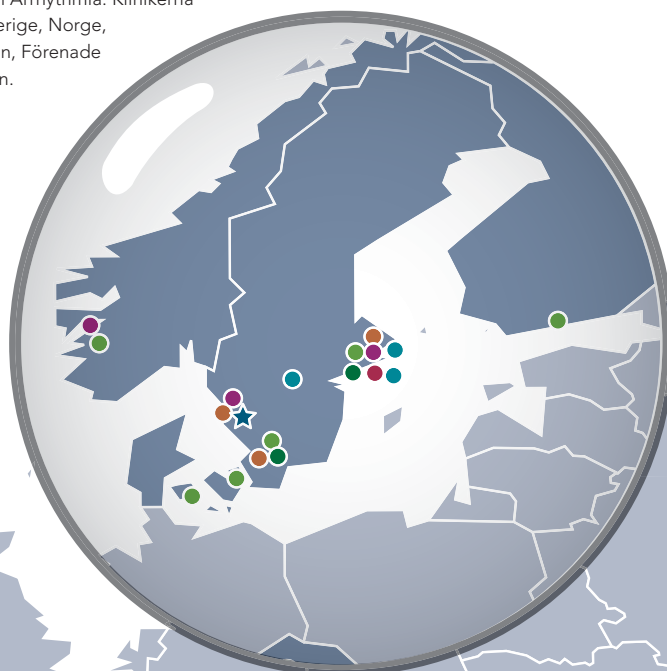 Arrhythmia. Klinikerna
erige, Norge,
n, Förenade
n.